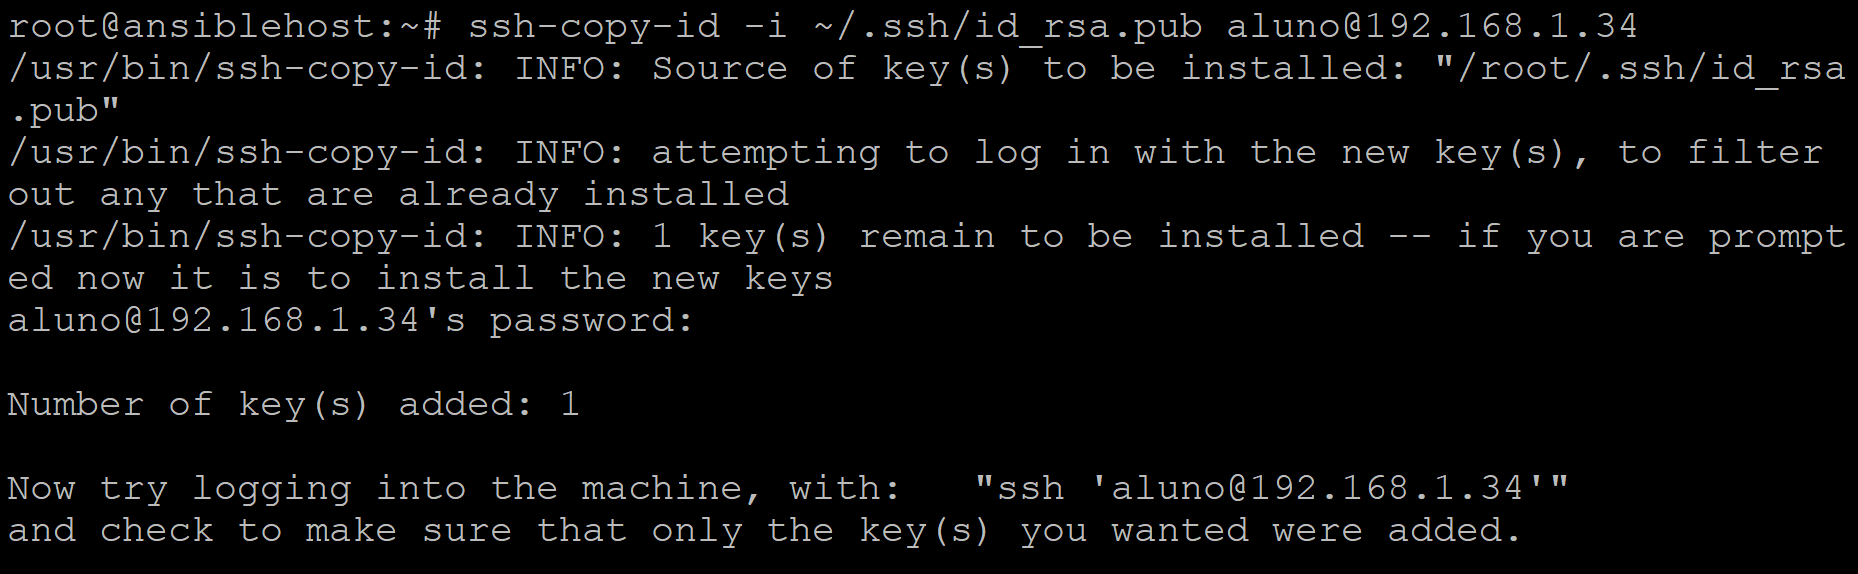 root@ansiblehost:~# ssh-copy-id -i ~/.ssh/id_rsa.pub aluno@192.168.1.34
/usr/bin/ssh-copy-id: INFO: Source of key(s) to be installed: "/root/.ssh/id_rsa
.pub"
/usr/bin/ssh-copy-id: INFO: attempting to log in with the new key(s), to filter
out any that are already installed
/usr/bin/ssh-copy-id: INFO: 1 key(s) remain to be installed -- if you are prompt
ed now it is to install the new keys
aluno@192.168.1.34's password:
Number of key(s) added: 1
Now try logging into the machine, with:   "ssh 'aluno@192.168.1.34'"
and check to make sure that only the key(s) you wanted were added.